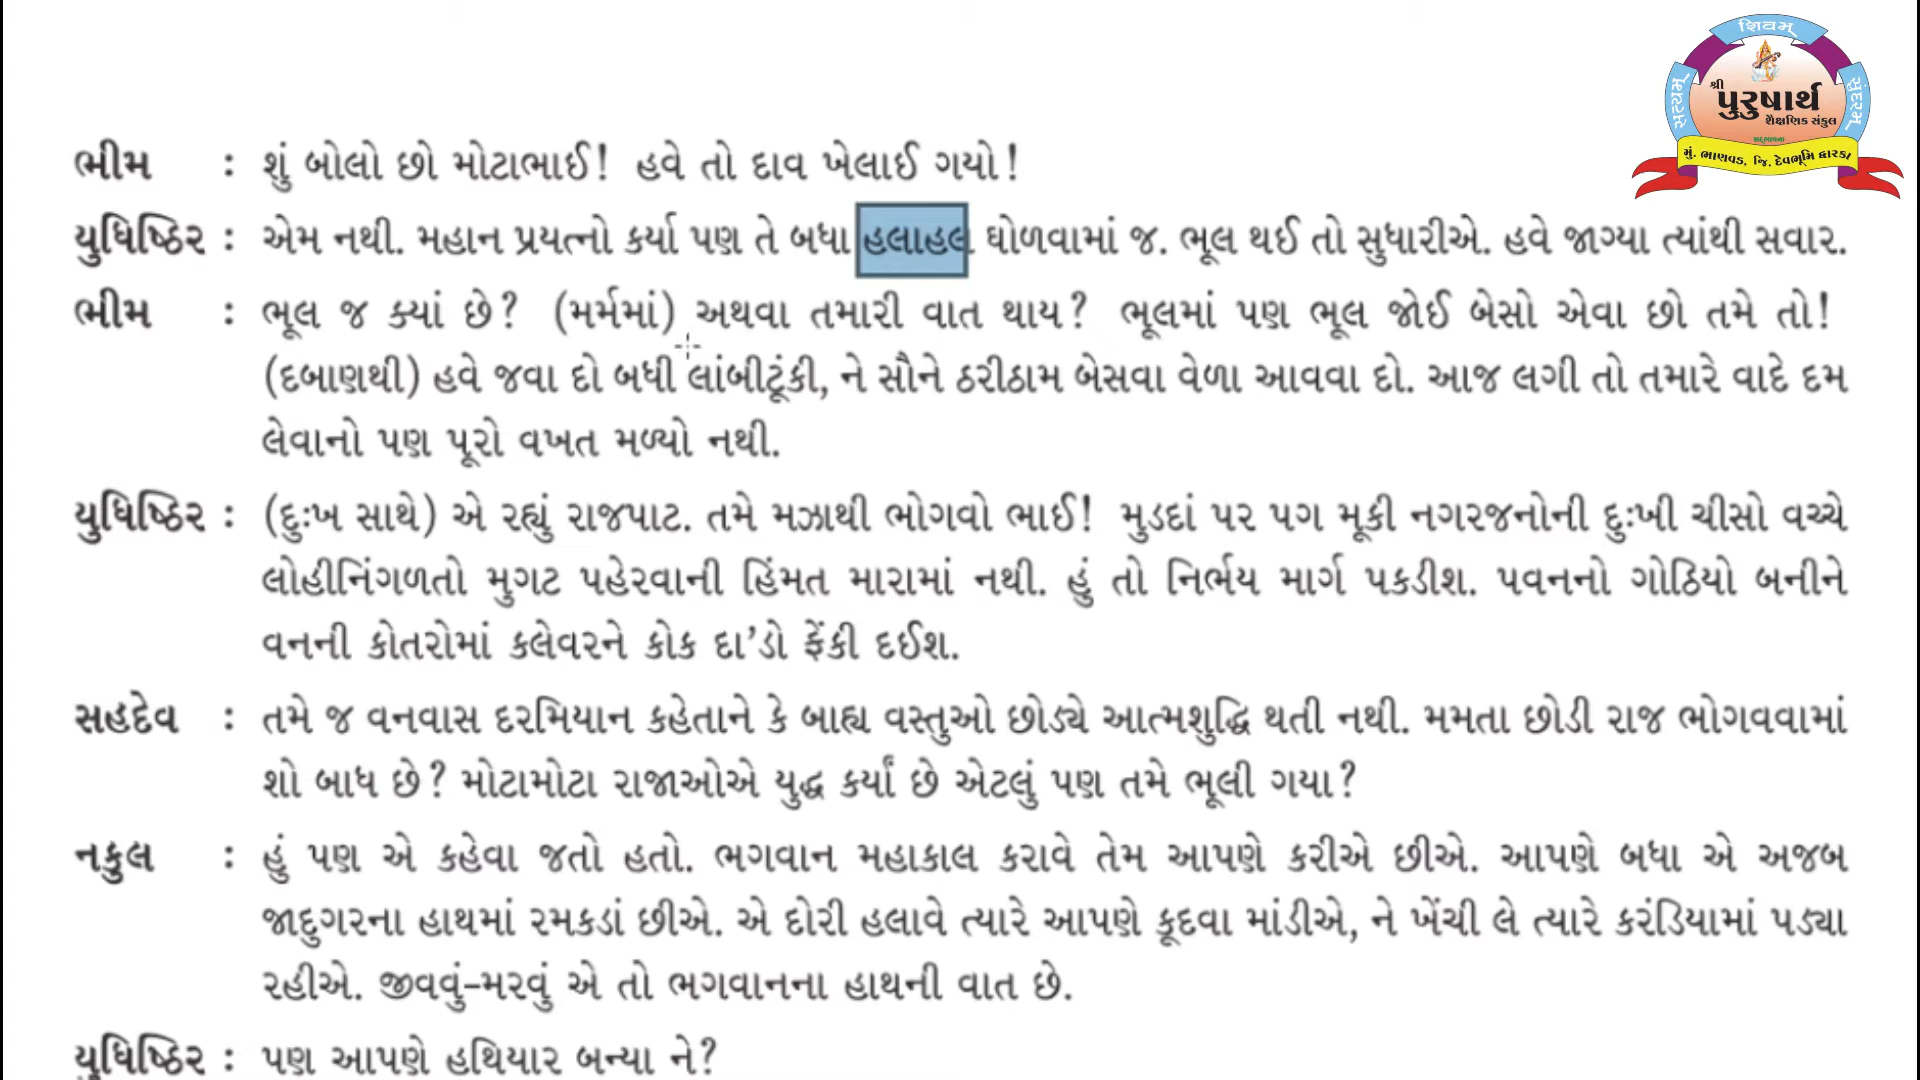 શિવમ્
સત્યમ્
સુંદરમ્
શ્રી
પુરુષાર્થ
શૈક્ષણિક સંકુલ
સદ્‌ભાવના
મું. ભાણવડ, જિ. દેવભૂમિ દ્વારકા
ભીમ : શું બોલો છો મોટાભાઈ! હવે તો દાવ ખેલાઈ ગયો!
યુધિષ્ઠિર : એમ નથી. મહાન પ્રયત્નો કર્યા પણ તે બધા હલાહલ ઘોળવામાં જ. ભૂલ થઈ તો સુધારીએ. હવે જાગ્યા ત્યાંથી સવાર.
ભીમ : ભૂલ જ ક્યાં છે? (મર્મમાં) અથવા તમારી વાત થાય? ભૂલમાં પણ ભૂલ જોઈ બેસો એવા છો તમે તો!
(દબાણથી) હવે જવા દો બધી લાંબીટૂંકી, ને સૌને ઠરીઠામ બેસવા વેળા આવવા દો. આજ લગી તો તમારે વાદે દમ
લેવાનો પણ પૂરો વખત મળ્યો નથી.
યુધિષ્ઠિર : (દુઃખ સાથે) એ રહ્યું રાજપાટ. તમે મઝાથી ભોગવો ભાઈ! મુડદાં પર પગ મૂકી નગરજનોની દુઃખી ચીસો વચ્ચે
લોહીનિંગળતો મુગટ પહેરવાની હિંમત મારામાં નથી. હું તો નિર્ભય માર્ગ પકડીશ. પવનનો ગોઠિયો બનીને
વનની કોતરોમાં કલેવરને કોક દા’ડો ફેંકી દઈશ.
સહદેવ : તમે જ વનવાસ દરમિયાન કહેતાને કે બાહ્ય વસ્તુઓ છોડ્યે આત્મશુદ્ધિ થતી નથી. મમતા છોડી રાજ ભોગવવામાં
શો બાધ છે? મોટામોટા રાજાઓએ યુદ્ધ કર્યાં છે એટલું પણ તમે ભૂલી ગયા?
નકુલ : હું પણ એ કહેવા જતો હતો. ભગવાન મહાકાલ કરાવે તેમ આપણે કરીએ છીએ. આપણે બધા એ અજબ
જાદુગરના હાથમાં રમકડાં છીએ. એ દોરી હલાવે ત્યારે આપણે કૂદવા માંડીએ, ને ખેંચી લે ત્યારે કરંડિયામાં પડ્યા
રહીએ. જીવવું-મરવું એ તો ભગવાનના હાથની વાત છે.
યુધિષ્ઠિર : પણ આપણે હથિયાર બન્યા ને?